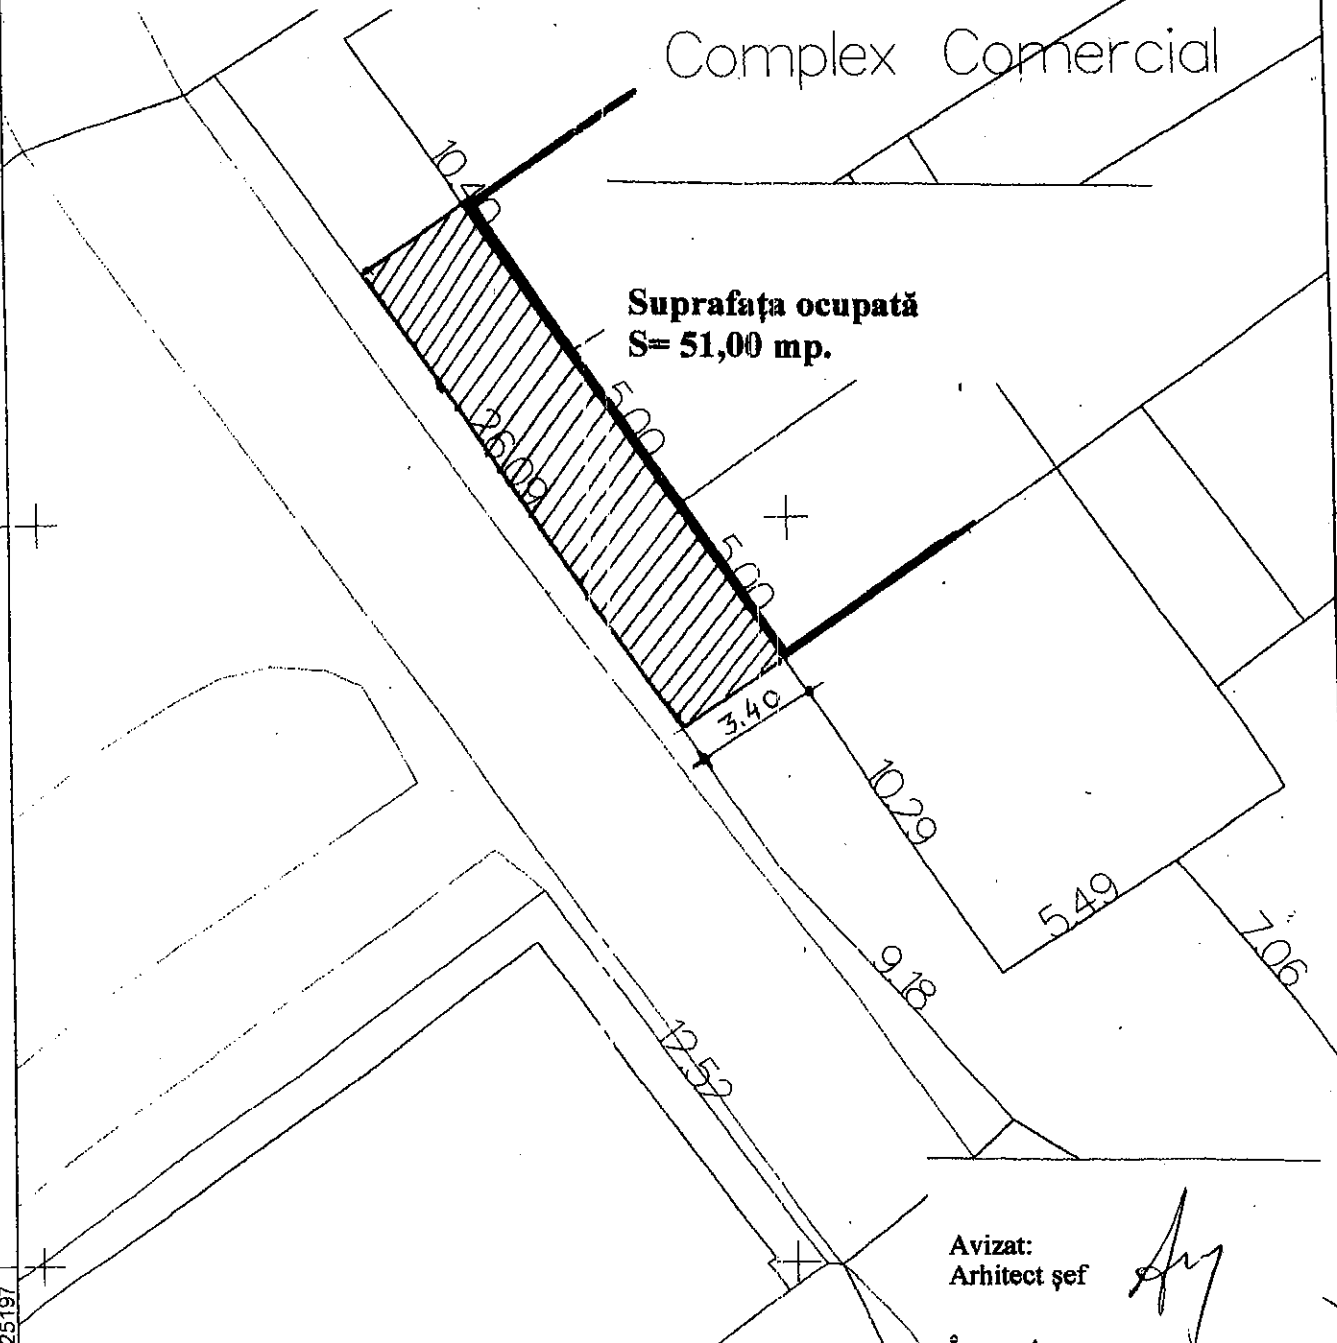 Complex Comercial
10.40
Suprafața ocupată
S= 51,00 mp.
5.00
26.09
5.00
3.40
10.29
5.49
7.06
9.18
12.52
Avizat:
Arhitect șef
25197